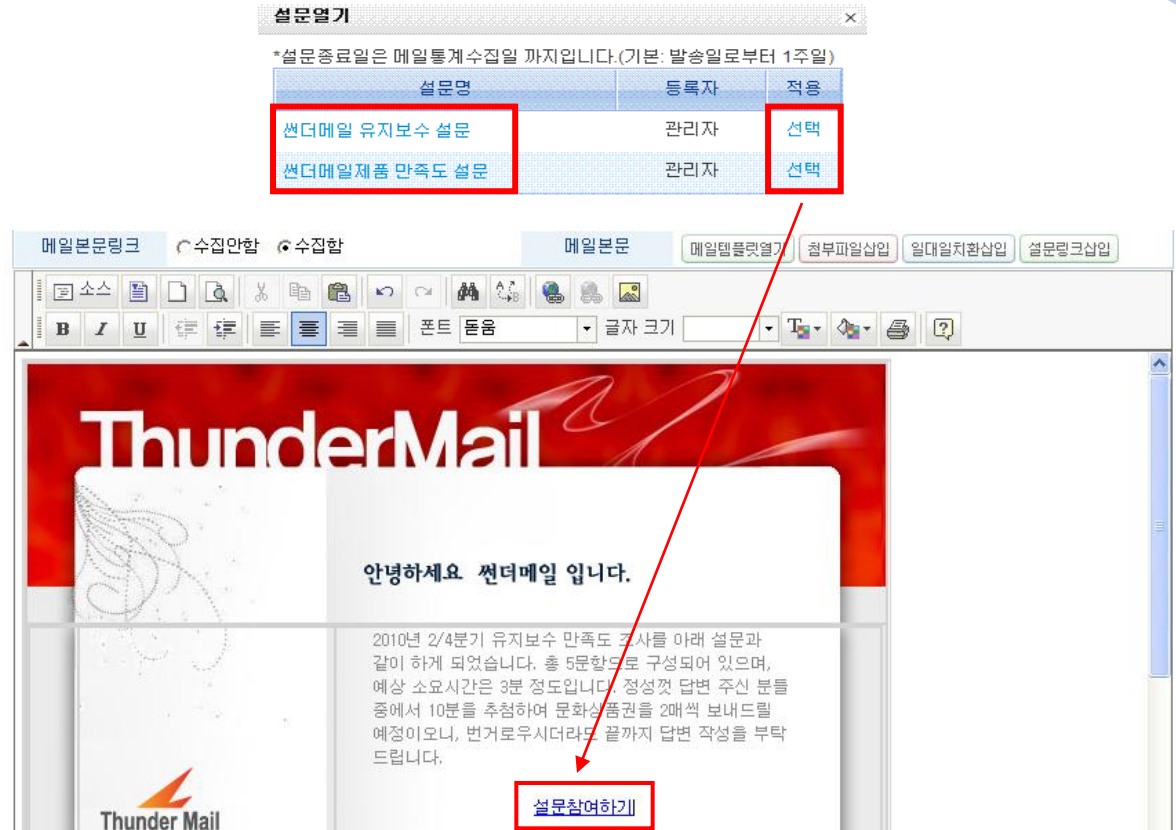 설문열기
*설문종료일은 메일통계수집일 까지입니다.(기본: 발송일로부터 1주일)
설문명 등록자 적용
썬더메일 유지보수 설문 관리자 선택
썬더메일제품 만족도 설문 관리자 선택
메일본문링크 수집안함 수집함 메일본문 메일템플릿열기 첨부파일삽입 일대일치환삽입 설문링크삽입
소스
B I U 폰트 돋움 글자 크기
ThunderMail
안녕하세요 썬더메일 입니다.
2010년 2/4분기 유지보수 만족도 조사를 아래 설문과
같이 하게 되었습니다. 총 5문항으로 구성되어 있으며,
예상 소요시간은 3분 정도입니다. 정성껏 답변 주신 분들
중에서 10분을 추첨하여 문화상품권을 2매씩 보내드릴
예정이오니, 번거로우시더라도 끝까지 답변 작성을 부탁
드립니다.
설문참여하기
Thunder Mail